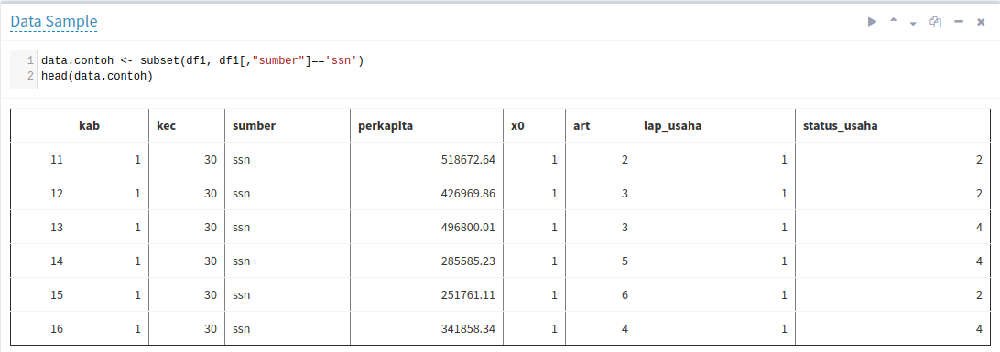 Data Sample
1 data.contoh <- subset(df1, df1[,"sumber"]=='ssn')
2 head(data.contoh)
kab kec sumber perkapita x0 art lap_usaha status_usaha
11 1 30 ssn 518672.64 1 2 1 2
12 1 30 ssn 426969.86 1 3 1 2
13 1 30 ssn 496800.01 1 3 1 4
14 1 30 ssn 285585.23 1 5 1 4
15 1 30 ssn 251761.11 1 6 1 2
16 1 30 ssn 341858.34 1 4 1 4